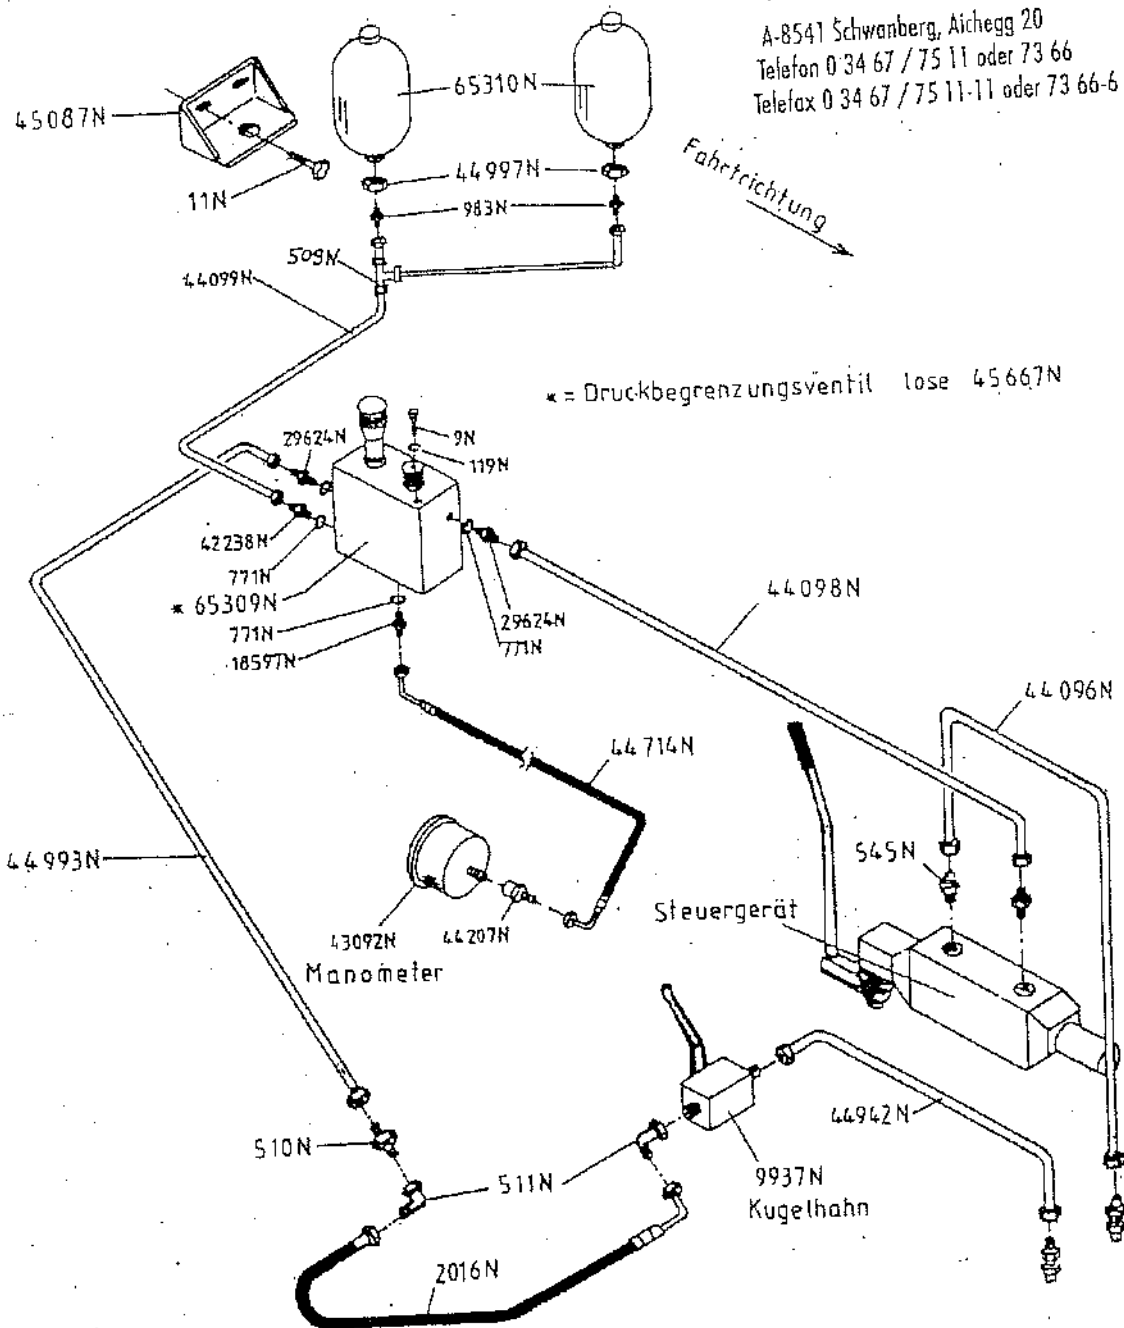 A-8541 Schwanberg, Aichegg 20
Telefon 0 34 67 / 75 11 oder 73 66
Telefax 0 34 67 / 75 11-11 oder 73 66-6
65310N
45087N
Fahrtrichtung
44997N
11N
983N
509N
44099N
* = Druckbegrenzungsventil lose 45667N
9N
29624N
119N
42238N
771N
* 65309N
44098N
771N
29624N
18597N
771N
44096N
44714N
44993N
545N
Steuergerät
43092N
44207N
Manometer
44942N
510N
511N
9937N
Kugelhahn
2016N